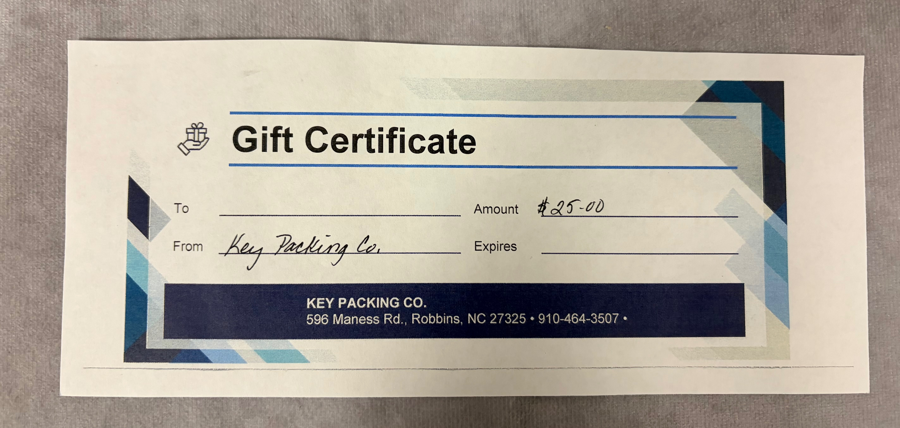 Gift Certificate
To Amount $25.00
From Key Packing Co. Expires
KEY PACKING CO.
596 Maness Rd., Robbins, NC 27325 • 910-464-3507 •